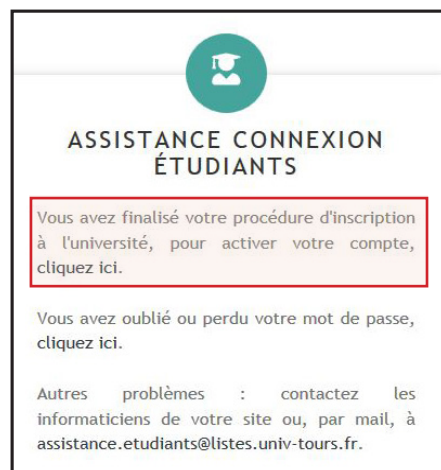 ASSISTANCE CONNEXION
ÉTUDIANTS
Vous avez finalisé votre procédure d'inscription
à l'université, pour activer votre compte,
cliquez ici.
Vous avez oublié ou perdu votre mot de passe,
cliquez ici.
Autres problèmes : contactez les
informaticiens de votre site ou, par mail, à
assistance.etudiants@listes.univ-tours.fr.